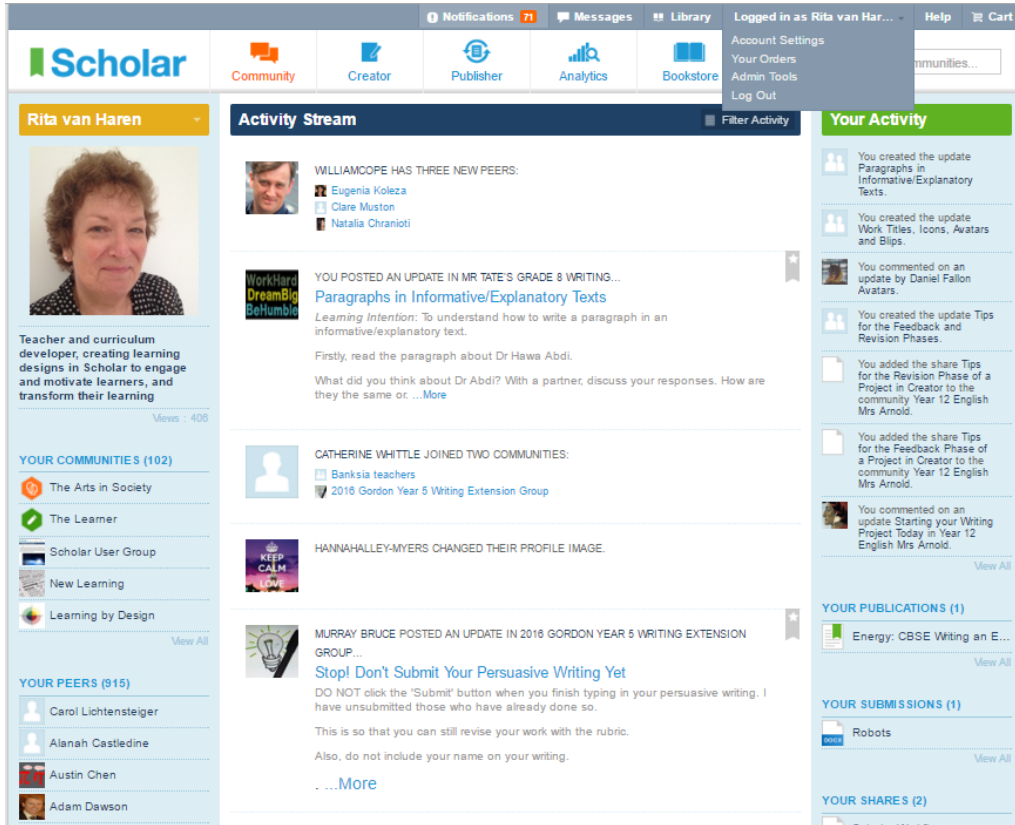 Notifications 71 Messages Library Logged in as Rita van Har... Help Cart
Account Settings
Your Orders
Admin Tools
Log Out
Scholar
Community Creator Publisher Analytics Bookstore
Rita van Haren
Teacher and curriculum
developer, creating learning
designs in Scholar to engage
and motivate learners, and
transform their learning
Views : 406
YOUR COMMUNITIES (102)
The Arts in Society
The Learner
Scholar User Group
New Learning
Learning by Design
View All
YOUR PEERS (915)
Carol Lichtensteiger
Alanah Castledine
Austin Chen
Adam Dawson
Activity Stream
Filter Activity
WILLIAMCOPE HAS THREE NEW PEERS:
Eugenia Koleza
Clare Muston
Natalia Chranioti
WorkHard
DreamBig
BeHumble
YOU POSTED AN UPDATE IN MR TATE'S GRADE 8 WRITING...
Paragraphs in Informative/Explanatory Texts
Learning Intention: To understand how to write a paragraph in an
informative/explanatory text.
Firstly, read the paragraph about Dr Hawa Abdi.
What did you think about Dr Abdi? With a partner, discuss your responses. How are
they the same or. ...More
CATHERINE WHITTLE JOINED TWO COMMUNITIES:
Banksia teachers
2016 Gordon Year 5 Writing Extension Group
KEEP
CALM
LOVE
HANNAHALLEY-MYERS CHANGED THEIR PROFILE IMAGE.
MURRAY BRUCE POSTED AN UPDATE IN 2016 GORDON YEAR 5 WRITING EXTENSION
GROUP...
Stop! Don't Submit Your Persuasive Writing Yet
DO NOT click the 'Submit' button when you finish typing in your persuasive writing. I
have unsubmitted those who have already done so.
This is so that you can still revise your work with the rubric.
Also, do not include your name on your writing.
. ...More
Your Activity
You created the update
Paragraphs in
Informative/Explanatory
Texts.
You created the update
Work Titles, Icons, Avatars
and Blips.
You commented on an
update by Daniel Fallon
Avatars.
You created the update Tips
for the Feedback and
Revision Phases.
You added the share Tips
for the Revision Phase of a
Project in Creator to the
community Year 12 English
Mrs Arnold.
You added the share Tips
for the Feedback Phase of
a Project in Creator to the
community Year 12 English
Mrs Arnold.
You commented on an
update Starting your Writing
Project Today in Year 12
English Mrs Arnold.
View All
YOUR PUBLICATIONS (1)
Energy: CBSE Writing an E...
View All
YOUR SUBMISSIONS (1)
DOCX
Robots
View All
YOUR SHARES (2)